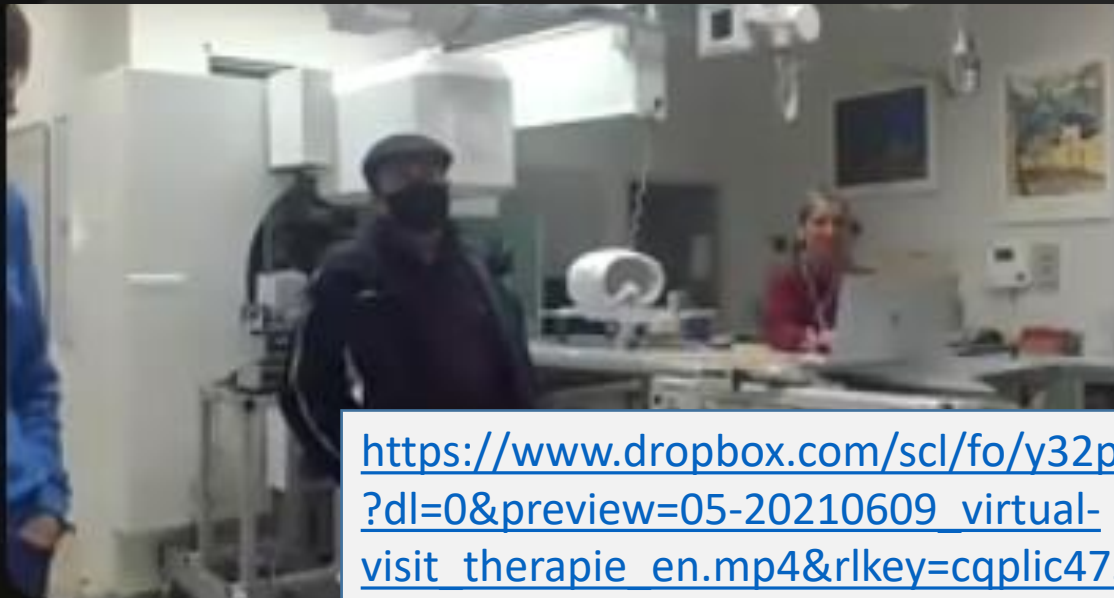 https://www.dropbox.com/scl/fo/y32p
?dl=0&preview=05-20210609_virtual-
visit_therapie_en.mp4&rlkey=cqplic47